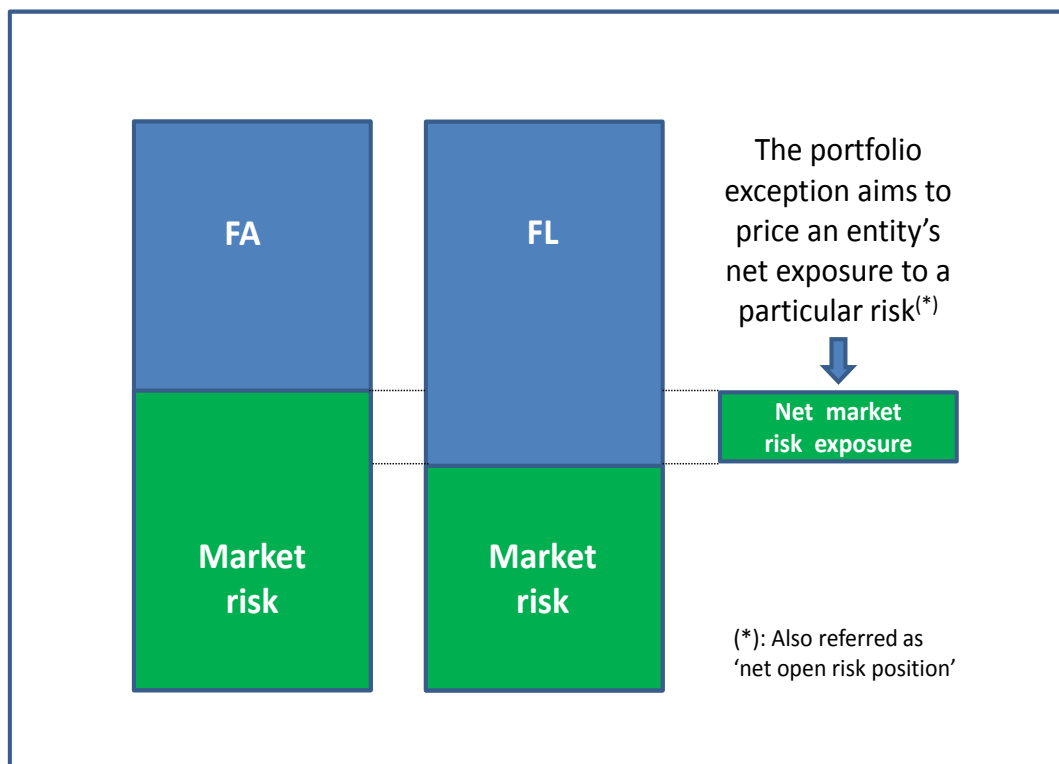 FA
Market
risk
FL
Market
risk
The portfolio
exception aims to
price an entity’s
net exposure to a
particular risk(*)
Net market
risk exposure
(*): Also referred as
‘net open risk position’